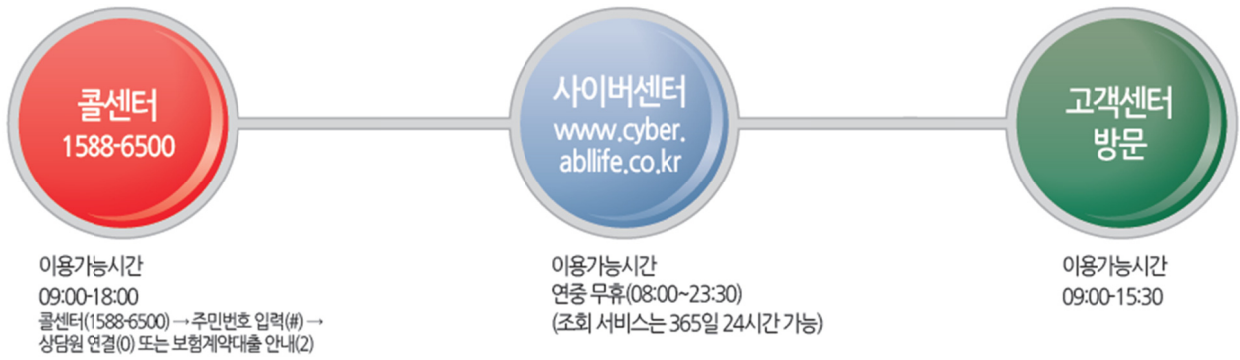 콜센터
1588-6500
이용가능시간
09:00-18:00
콜센터(1588-6500) → 주민번호 입력(#) →
상담원 연결(0) 또는 보험계약대출 안내(2)
사이버센터
www.cyber.
abllife.co.kr
이용가능시간
연중 무휴(08:00~23:30)
(조회 서비스는 365일 24시간 가능)
고객센터
방문
이용가능시간
09:00-15:30